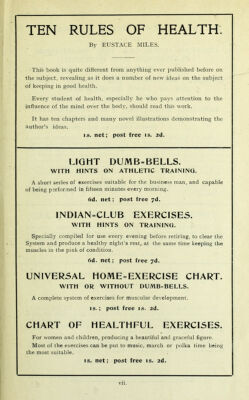 TEN RULES OF HEALTH.
By EUSTACE MILES.
This book is quite different from anything ever published before on
the subject, revealing as it does a number of new ideas on the subject
of keeping in good health.
Every student of health, especially he who pays attention to the
influence of the mind over the body, should read this work.
It has ten chapters and many novel illustrations demonstrating the
author's ideas.
1s. net; post free 1s. 2d.
LIGHT DUMB-BELLS.
WITH HINTS ON ATHLETIC TRAINING.
A short series of exercises suitable for the business man, and capable
of being performed in fifteen minutes every morning.
6d. net; post free 7d.
INDIAN-CLUB EXERCISES.
WITH HINTS ON TRAINING.
Specially compiled for use every evening before retiring, to clear the
System and produce a healthy night's rest, at the same time keeping the
muscles in the pink of condition.
6d. net; post free 7d.
UNIVERSAL HOME-EXERCISE CHART.
WITH OR WITHOUT DUMB-BELLS.
A complete system of exercises for muscular development.
1s.; post free 1s. 2d.
CHART OF HEALTHFUL EXERCISES.
For women and children, producing a beautiful and graceful figure.
Most of the exercises can be put to music, march or polka time being
the most suitable.
1s. net; post free 1s. 2d.
vii.